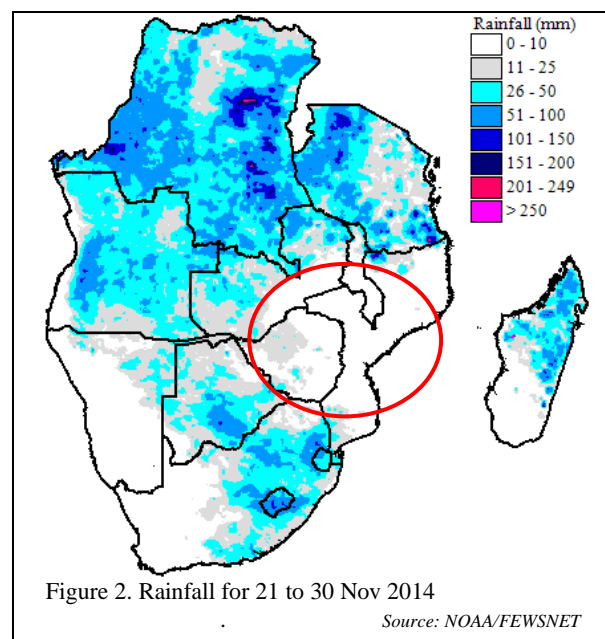 Rainfall (mm)
0 - 10
11 - 25
26 - 50
51 - 100
101 - 150
151 - 200
201 - 249
> 250
Figure 2. Rainfall for 21 to 30 Nov 2014
.
Source: NOAA/FEWSNET